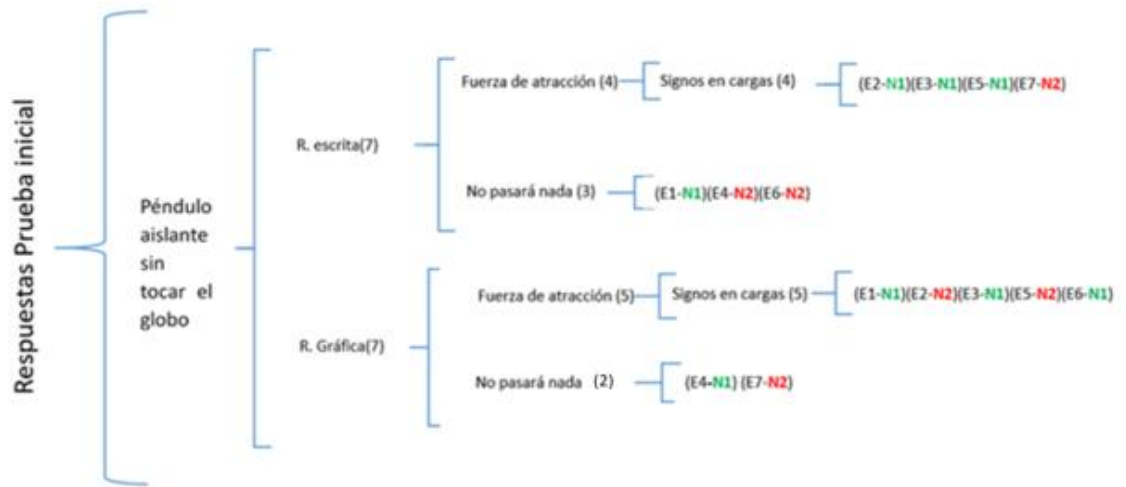 Respuestas Prueba inicial
Péndulo
aislante
sin
tocar el
globo
R. escrita(7)
Fuerza de atracción (4)
Signos en cargas (4)
(E2-N1)(E3-N1)(E5-N1)(E7-N2)
No pasará nada (3)
(E1-N1)(E4-N2)(E6-N2)
R. Gráfica(7)
Fuerza de atracción (5)
Signos en cargas (5)
(E1-N1)(E2-N2)(E3-N1)(E5-N2)(E6-N1)
No pasará nada (2)
(E4-N1) (E7-N2)